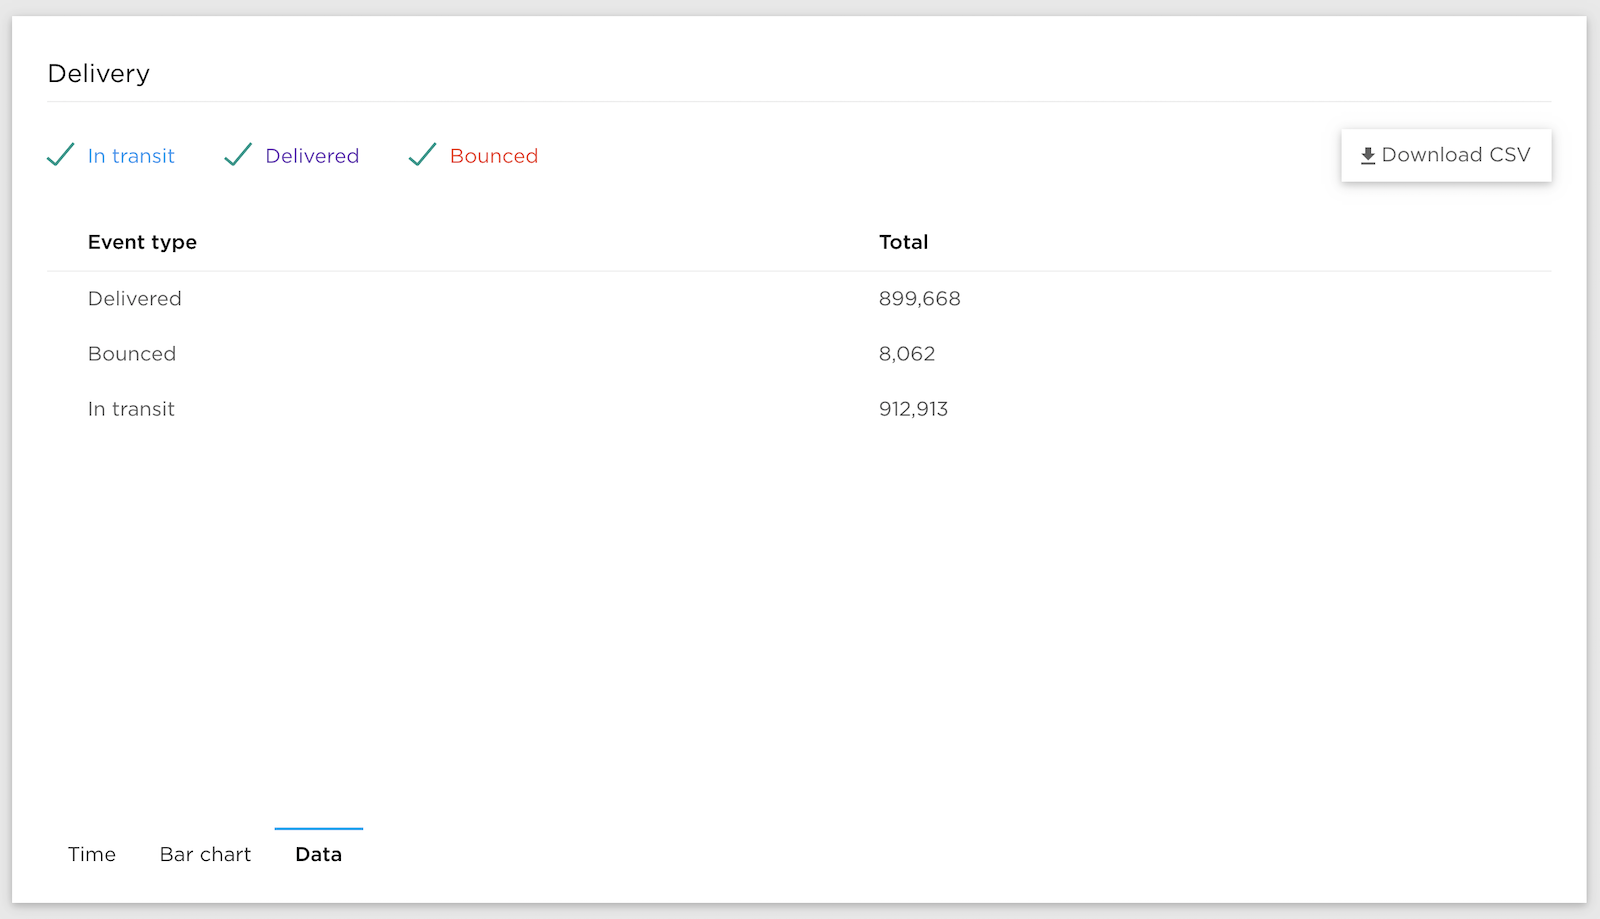 Delivery
In transit Delivered Bounced Download CSV
Event type Total
Delivered 899,668
Bounced 8,062
In transit 912,913
Time Bar chart Data